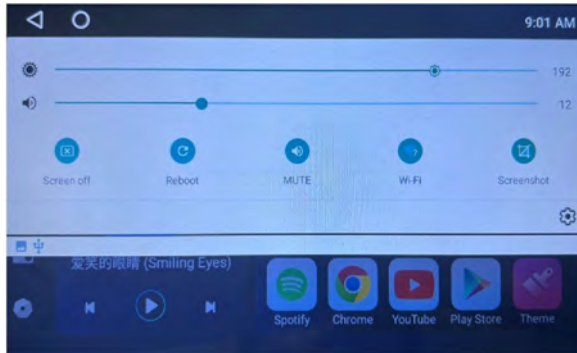 9:01 AM
192
12
Screen off
Reboot
MUTE
Wi-Fi
Screenshot
爱笑的眼睛 (Smiling Eyes)
Spotify
Chrome
YouTube
Play Store
Theme